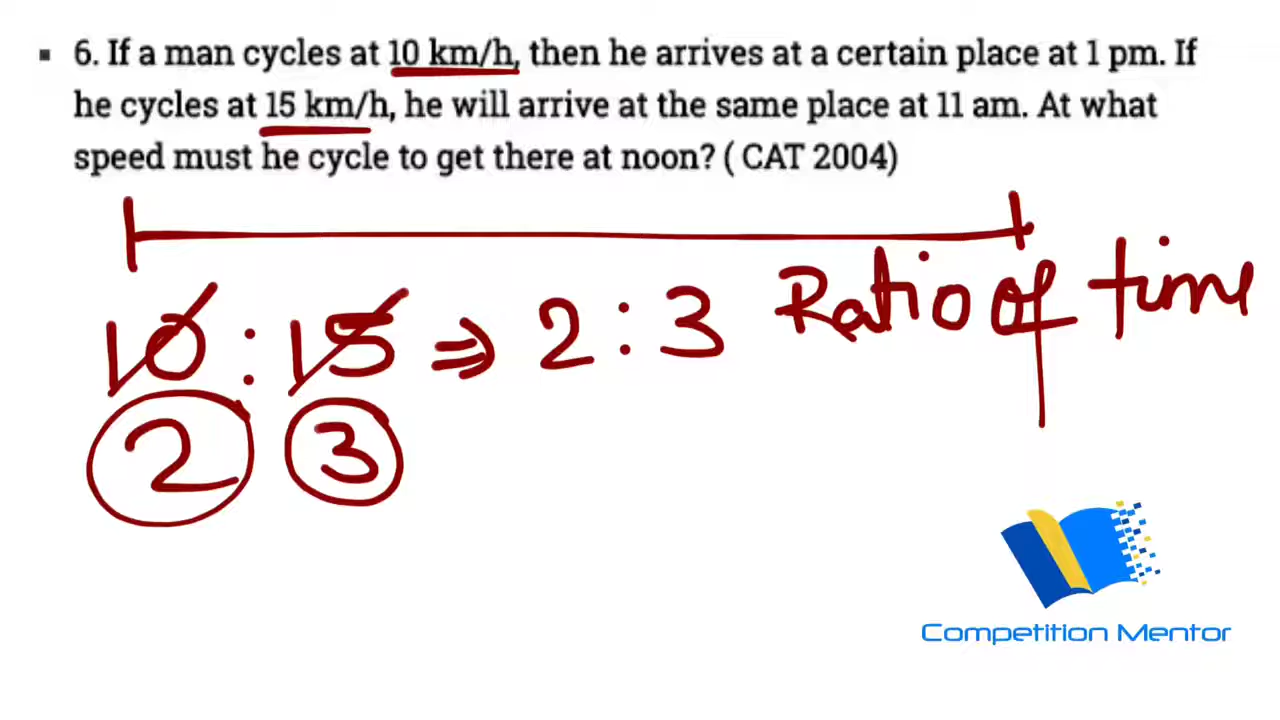 ▪ 6. If a man cycles at 10 km/h, then he arrives at a certain place at 1 pm. If
he cycles at 15 km/h, he will arrive at the same place at 11 am. At what
speed must he cycle to get there at noon? ( CAT 2004)
10 : 15 ⇒ 2 : 3 Ratio of time
2 3
Competition Mentor